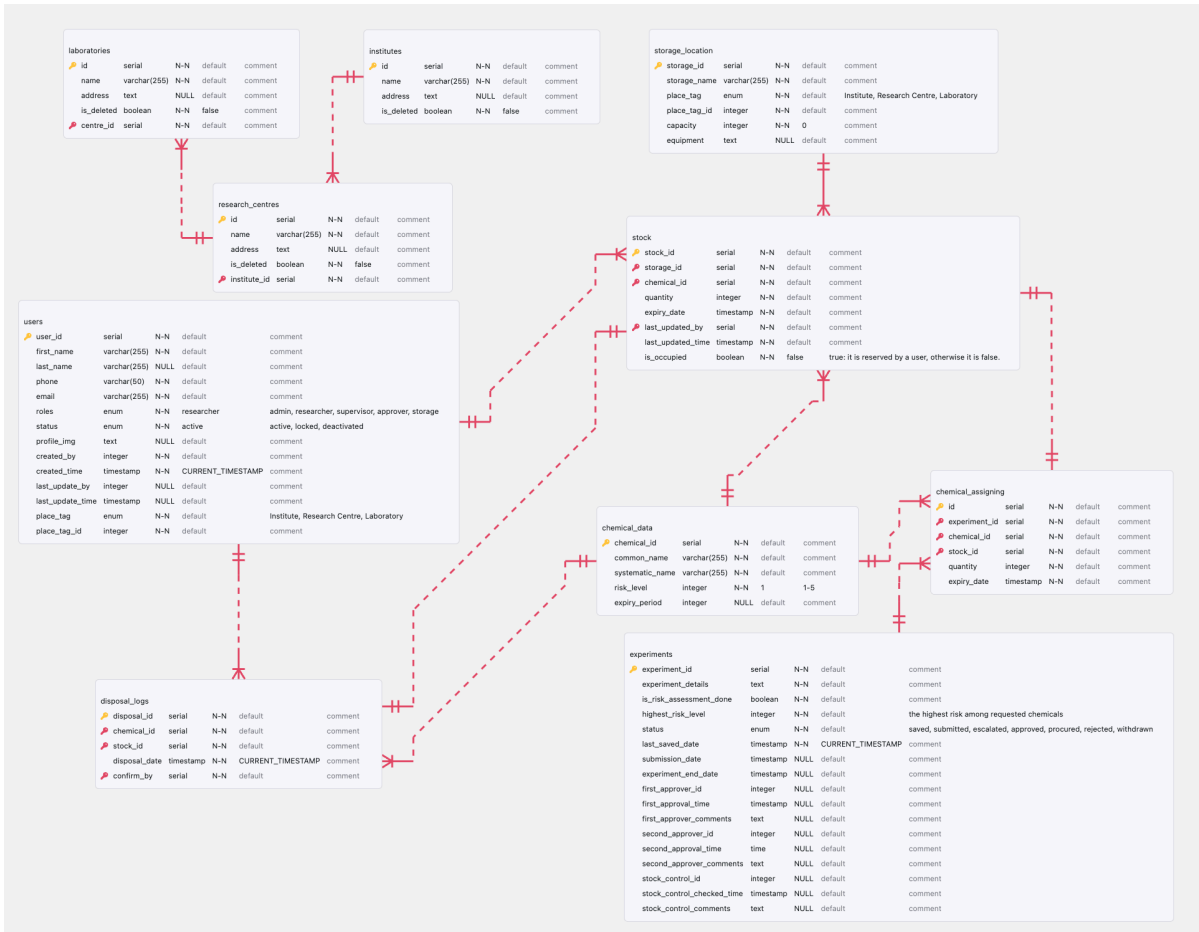 laboratories
id serial N-N default comment
name varchar(255) N-N default comment
address text NULL default comment
is_deleted boolean N-N false comment
centre_id serial N-N default comment
institutes
id serial N-N default comment
name varchar(255) N-N default comment
address text NULL default comment
is_deleted boolean N-N false comment
storage_location
storage_id serial N-N default comment
storage_name varchar(255) N-N default comment
place_tag enum N-N default Institute, Research Centre, Laboratory
place_tag_id integer N-N default comment
capacity integer N-N 0 comment
equipment text NULL default comment
research_centres
id serial N-N default comment
name varchar(255) N-N default comment
address text NULL default comment
is_deleted boolean N-N false comment
institute_id serial N-N default comment
stock
stock_id serial N-N default comment
storage_id serial N-N default comment
chemical_id serial N-N default comment
quantity integer N-N default comment
expiry_date timestamp N-N default comment
last_updated_by serial N-N default comment
last_updated_time timestamp N-N default comment
is_occupied boolean N-N false true: it is reserved by a user, otherwise it is false.
users
user_id serial N-N default comment
first_name varchar(255) N-N default comment
last_name varchar(255) NULL default comment
phone varchar(50) N-N default comment
email varchar(255) N-N default comment
roles enum N-N researcher admin, researcher, supervisor, approver, storage
status enum N-N active active, locked, deactivated
profile_img text NULL default comment
created_by integer N-N default comment
created_time timestamp N-N CURRENT_TIMESTAMP comment
last_update_by integer NULL default comment
last_update_time timestamp NULL default comment
place_tag enum N-N default Institute, Research Centre, Laboratory
place_tag_id integer N-N default comment
chemical_data
chemical_id serial N-N default comment
common_name varchar(255) N-N default comment
systematic_name varchar(255) N-N default comment
risk_level integer N-N 1 1-5
expiry_period integer NULL default comment
chemical_assigning
id serial N-N default comment
experiment_id serial N-N default comment
chemical_id serial N-N default comment
stock_id serial N-N default comment
quantity integer N-N default comment
expiry_date timestamp N-N default comment
disposal_logs
disposal_id serial N-N default comment
chemical_id serial N-N default comment
stock_id serial N-N default comment
disposal_date timestamp N-N CURRENT_TIMESTAMP comment
confirm_by serial N-N default comment
experiments
experiment_id serial N-N default comment
experiment_details text N-N default comment
is_risk_assessment_done boolean N-N default comment
highest_risk_level integer N-N default the highest risk among requested chemicals
status enum N-N default saved, submitted, escalated, approved, procured, rejected, withdrawn
last_saved_date timestamp N-N CURRENT_TIMESTAMP comment
submission_date timestamp NULL default comment
experiment_end_date timestamp NULL default comment
first_approver_id integer NULL default comment
first_approval_time timestamp NULL default comment
first_approver_comments text NULL default comment
second_approver_id integer NULL default comment
second_approval_time time NULL default comment
second_approver_comments text NULL default comment
stock_control_id integer NULL default comment
stock_control_checked_time timestamp NULL default comment
stock_control_comments text NULL default comment